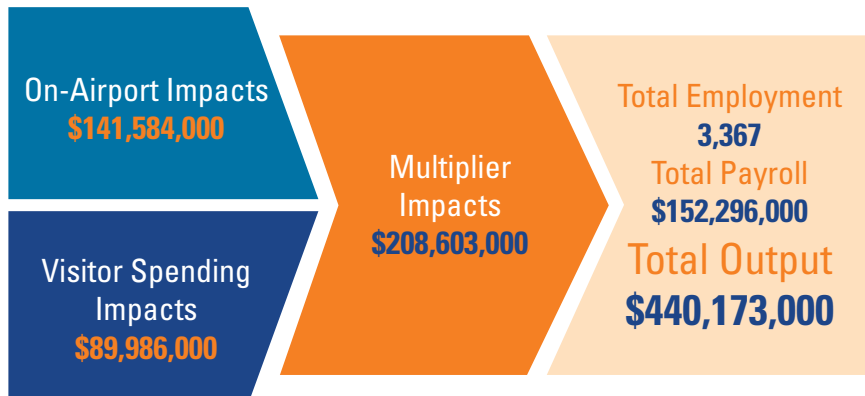 On-Airport Impacts
$141,584,000
Visitor Spending
Impacts
$89,986,000
Multiplier
Impacts
$208,603,000
Total Employment
3,367
Total Payroll
$152,296,000
Total Output
$440,173,000